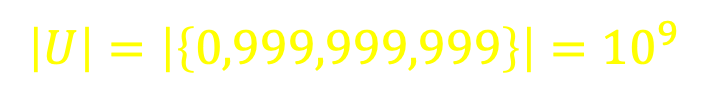 |U| = |{0,999,999,999}| = 10⁹